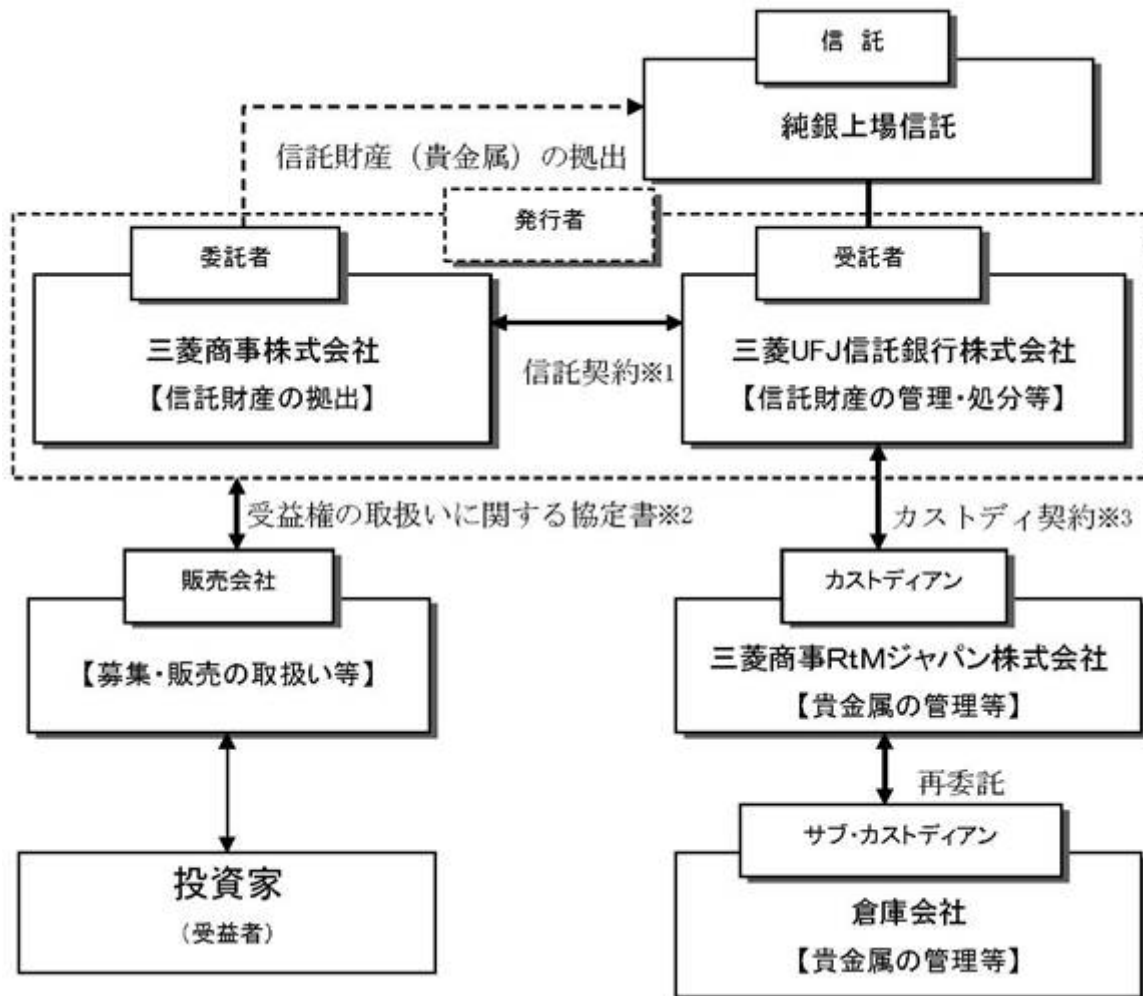 信 託
純銀上場信託
信託財産（貴金属）の拠出
発行者
委託者
三菱商事株式会社
【信託財産の拠出】
信託契約※1
受託者
三菱UFJ信託銀行株式会社
【信託財産の管理・処分等】
受益権の取扱いに関する協定書※2
カストディ契約※3
販売会社
【募集・販売の取扱い等】
カストディアン
三菱商事RtMジャパン株式会社
【貴金属の管理等】
再委託
投資家
（受益者）
サブ・カストディアン
倉庫会社
【貴金属の管理等】